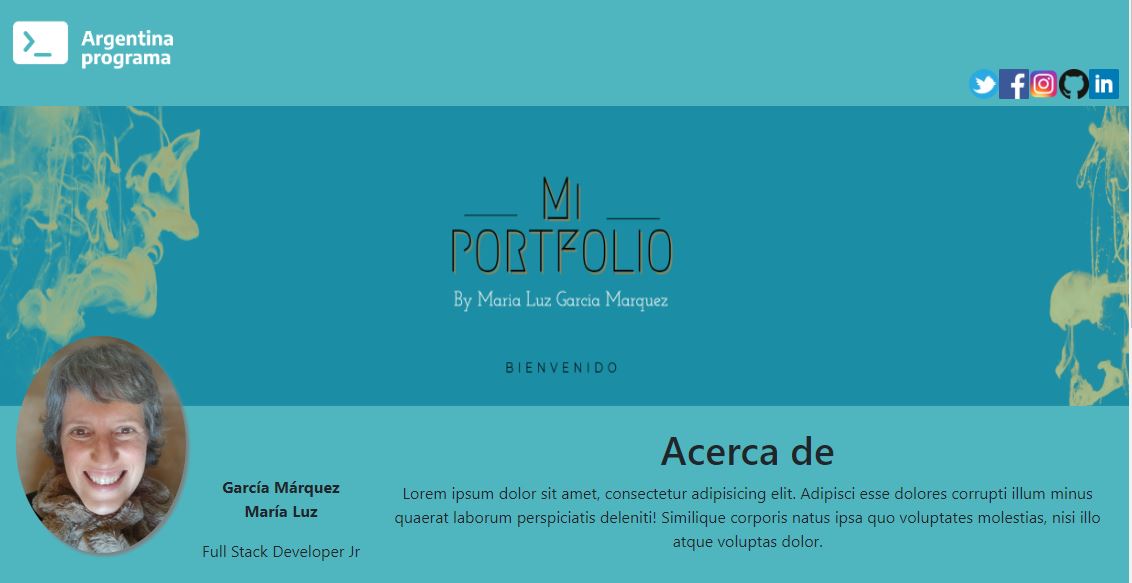 Argentina
programa
MI
PORTFOLIO
By Maria Luz Garcia Marquez
BIENVENIDO
García Márquez
María Luz
Full Stack Developer Jr
Acerca de
Lorem ipsum dolor sit amet, consectetur adipisicing elit. Adipisci esse dolores corrupti illum minus
quaerat laborum perspiciatis deleniti! Similique corporis natus ipsa quo voluptates molestias, nisi illo
atque voluptas dolor.